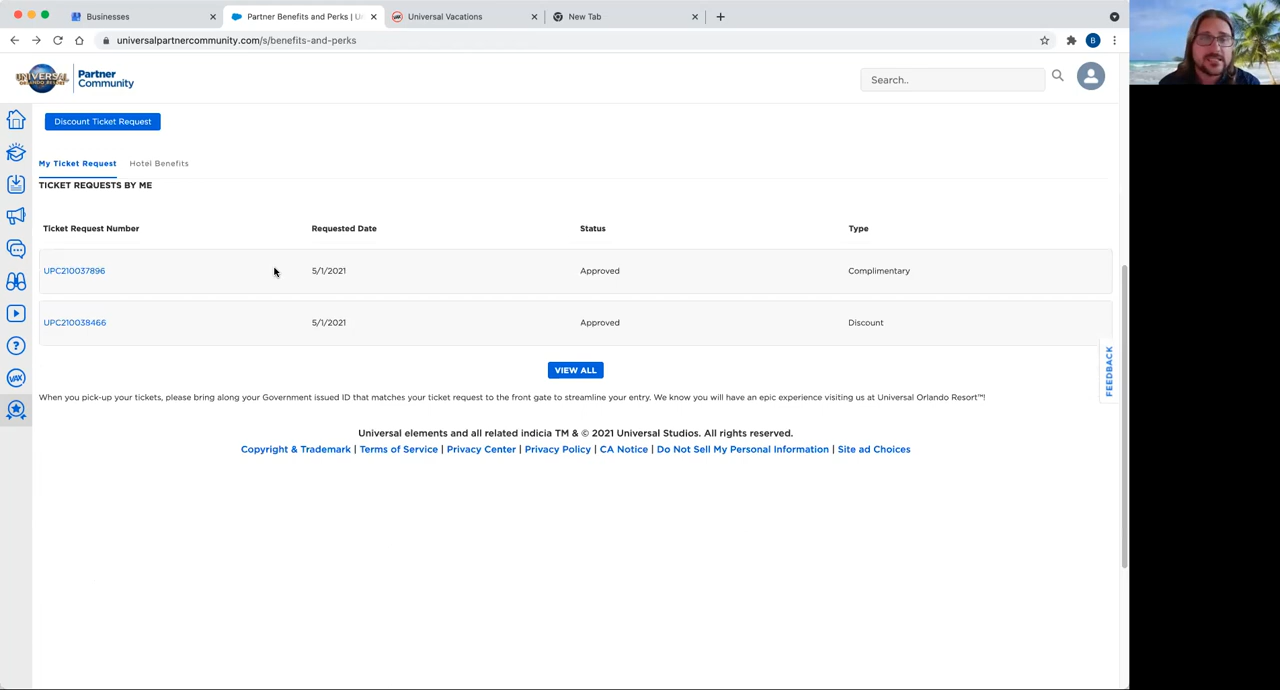 Businesses
Partner Benefits and Perks | U
Universal Vacations
New Tab
universalpartnercommunity.com/s/benefits-and-perks
B
UNIVERSAL
ORLANDO RESORT
Partner
Community
Search..
Discount Ticket Request
My Ticket Request
Hotel Benefits
TICKET REQUESTS BY ME
Ticket Request Number
Requested Date
Status
Type
UPC210037896
5/1/2021
Approved
Complimentary
UPC210038466
5/1/2021
Approved
Discount
VIEW ALL
FEEDBACK
VAX
When you pick-up your tickets, please bring along your Government issued ID that matches your ticket request to the front gate to streamline your entry. We know you will have an epic experience visiting us at Universal Orlando Resort™!
Universal elements and all related indicia TM & © 2021 Universal Studios. All rights reserved.
Copyright & Trademark | Terms of Service | Privacy Center | Privacy Policy | CA Notice | Do Not Sell My Personal Information | Site ad Choices